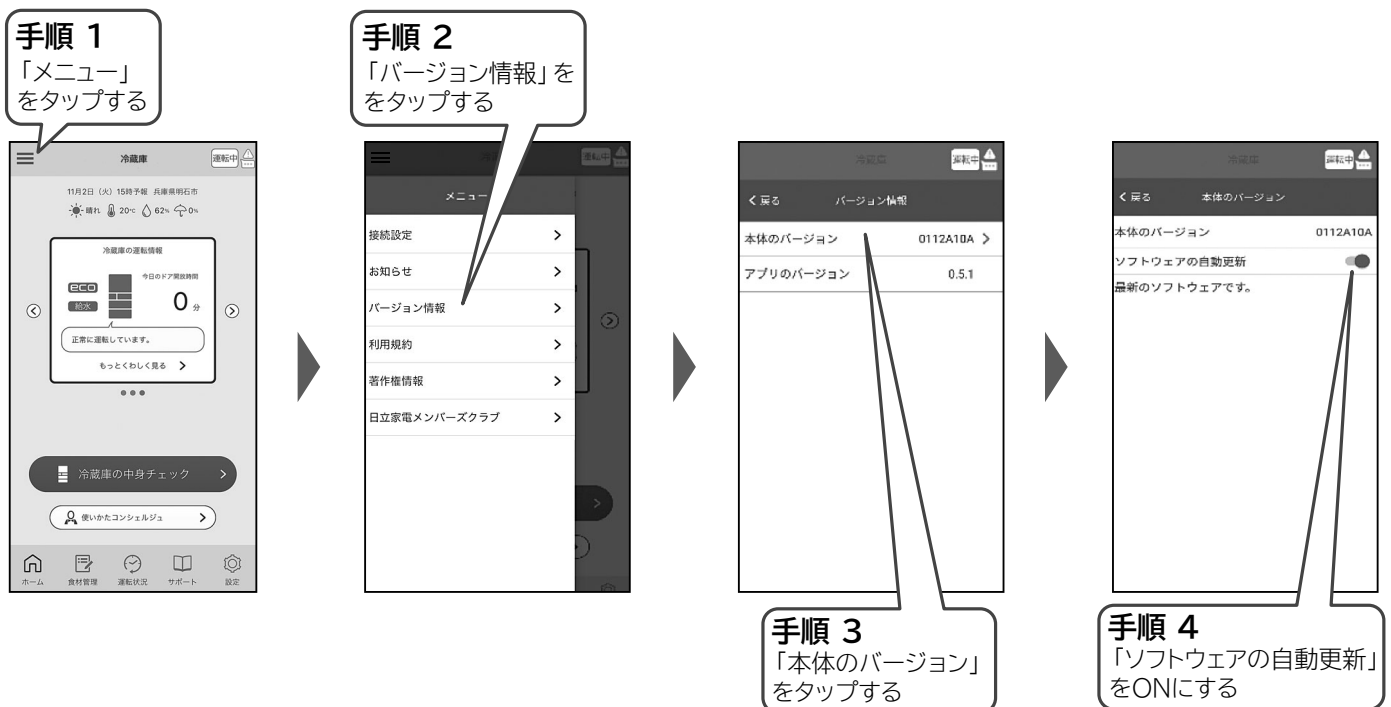 手順 1
「メニュー」
をタップする
手順 2
「バージョン情報」を
をタップする
冷蔵庫
運転中
11月2日（火）15時予報 兵庫県明石市
晴れ 20℃ 62% 0%
冷蔵庫の運転情報
今日のドア開放時間
eco
給水
0 分
正常に運転しています。
もっとくわしく見る
冷蔵庫の中身チェック
使いかたコンシェルジュ
ホーム 食材管理 運転状況 サポート 設定
運転中
メニュー
接続設定
お知らせ
バージョン情報
利用規約
著作権情報
日立家電メンバーズクラブ
冷蔵庫
運転中
戻る バージョン情報
本体のバージョン 0112A10A
アプリのバージョン 0.5.1
手順 3
「本体のバージョン」
をタップする
冷蔵庫
運転中
戻る 本体のバージョン
本体のバージョン 0112A10A
ソフトウェアの自動更新
最新のソフトウェアです。
手順 4
「ソフトウェアの自動更新」
をONにする